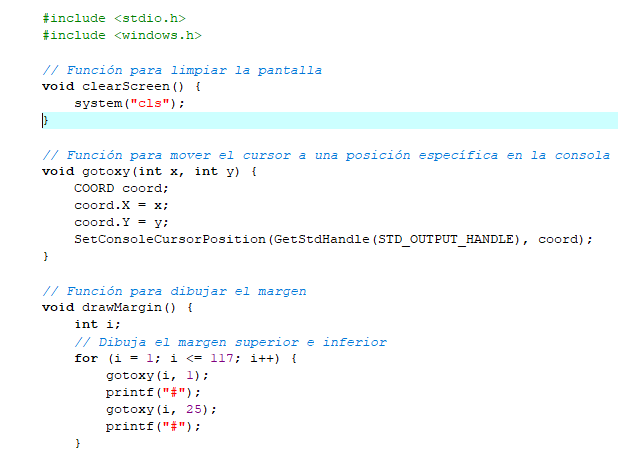 #include <stdio.h>
#include <windows.h>
// Función para limpiar la pantalla
void clearScreen() {
    system("cls");
}
// Función para mover el cursor a una posición específica en la consola
void gotoxy(int x, int y) {
    COORD coord;
    coord.X = x;
    coord.Y = y;
    SetConsoleCursorPosition(GetStdHandle(STD_OUTPUT_HANDLE), coord);
}
// Función para dibujar el margen
void drawMargin() {
    int i;
    // Dibuja el margen superior e inferior
    for (i = 1; i <= 117; i++) {
        gotoxy(i, 1);
        printf("#");
        gotoxy(i, 25);
        printf("#");
    }